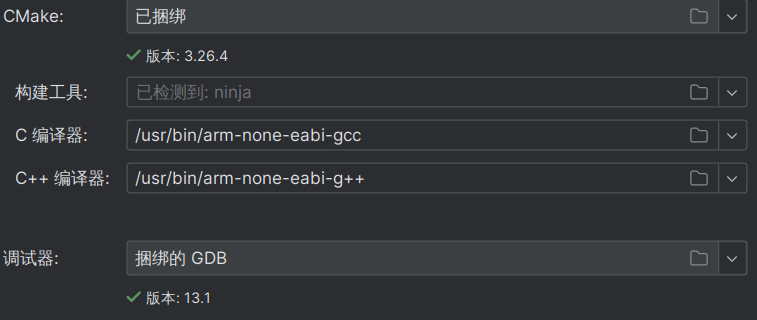 CMake: 已捆绑
版本: 3.26.4
构建工具: 已检测到: ninja
C 编译器: /usr/bin/arm-none-eabi-gcc
C++ 编译器: /usr/bin/arm-none-eabi-g++
调试器: 捆绑的 GDB
版本: 13.1